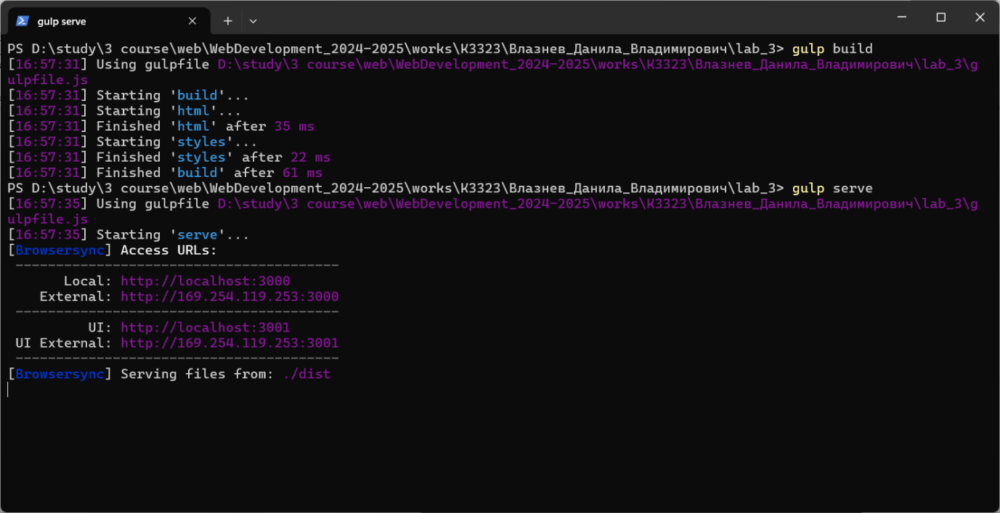 gulp serve
PS D:\study\3 course\web\WebDevelopment_2024-2025\works\K3323\Влазнев_Данила_Владимирович\lab_3> gulp build
[16:57:31] Using gulpfile D:\study\3 course\web\WebDevelopment_2024-2025\works\K3323\Влазнев_Данила_Владимирович\lab_3\g
ulpfile.js
[16:57:31] Starting 'build'...
[16:57:31] Starting 'html'...
[16:57:31] Finished 'html' after 35 ms
[16:57:31] Starting 'styles'...
[16:57:31] Finished 'styles' after 22 ms
[16:57:31] Finished 'build' after 61 ms
PS D:\study\3 course\web\WebDevelopment_2024-2025\works\K3323\Влазнев_Данила_Владимирович\lab_3> gulp serve
[16:57:35] Using gulpfile D:\study\3 course\web\WebDevelopment_2024-2025\works\K3323\Влазнев_Данила_Владимирович\lab_3\g
ulpfile.js
[16:57:35] Starting 'serve'...
[Browsersync] Access URLs:
----------------------------------------
Local: http://localhost:3000
External: http://169.254.119.253:3000
----------------------------------------
UI: http://localhost:3001
UI External: http://169.254.119.253:3001
----------------------------------------
[Browsersync] Serving files from: ./dist